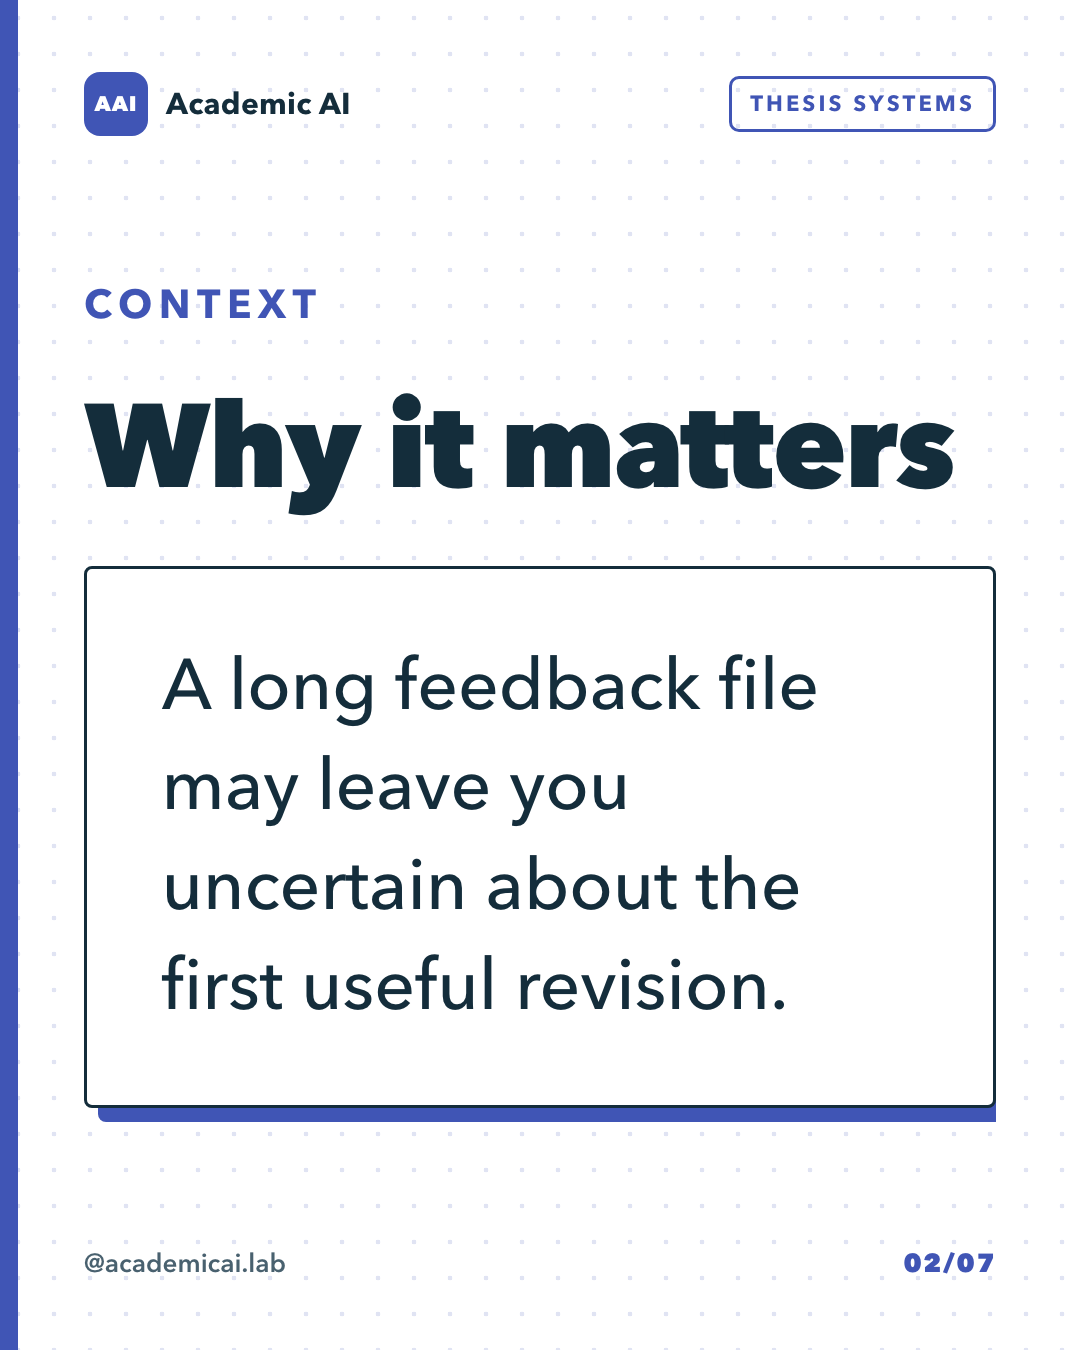 AAI Academic AI
THESIS SYSTEMS
CONTEXT
Why it matters
A long feedback file
may leave you
uncertain about the
first useful revision.
@academicai.lab
02/07